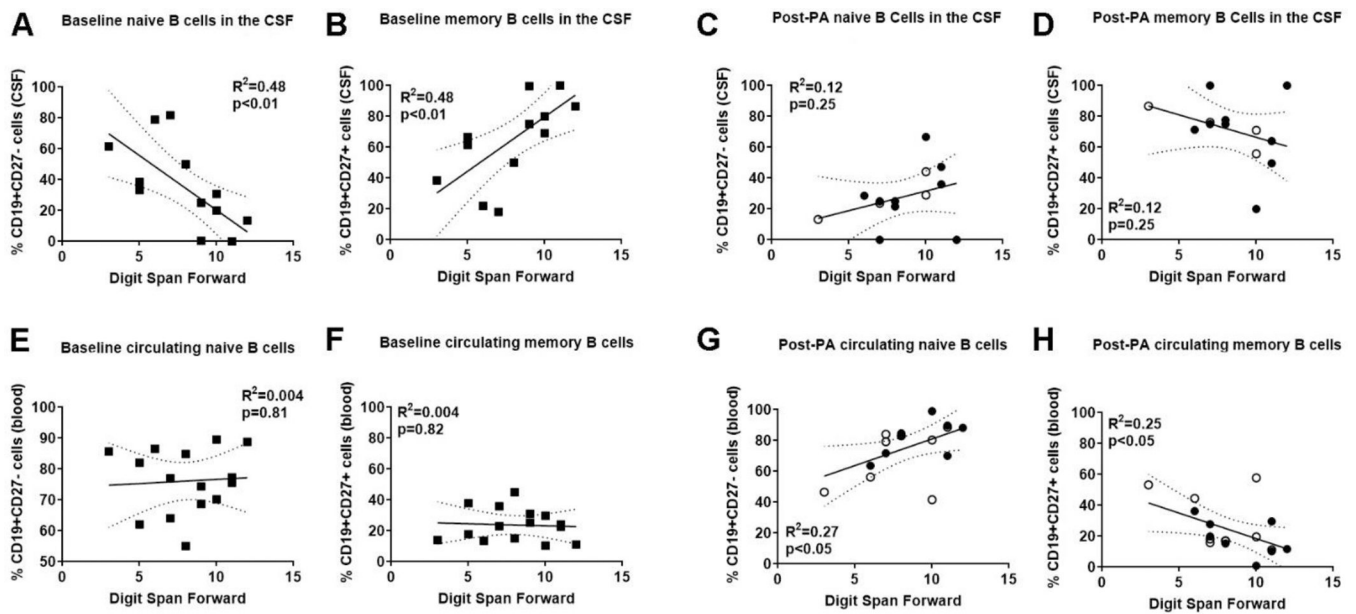 A
Baseline naive B cells in the CSF
% CD19+CD27- cells (CSF)
100
80
60
40
20
0
R²=0.48
p<0.01
0
5
10
15
Digit Span Forward
B
Baseline memory B cells in the CSF
% CD19+CD27+ cells (CSF)
100
80
60
40
20
0
R²=0.48
p<0.01
0
5
10
15
Digit Span Forward
C
Post-PA naive B Cells in the CSF
% CD19+CD27- cells (CSF)
100
80
60
40
20
0
R²=0.12
p=0.25
0
5
10
15
Digit Span Forward
D
Post-PA memory B Cells in the CSF
% CD19+CD27+ cells (CSF)
100
80
60
40
20
0
R²=0.12
p=0.25
0
5
10
15
Digit Span Forward
E
Baseline circulating naive B cells
% CD19+CD27- cells (blood)
100
90
80
70
60
50
R²=0.004
p=0.81
0
5
10
15
Digit Span Forward
F
Baseline circulating memory B cells
% CD19+CD27+ cells (blood)
100
80
60
40
20
0
R²=0.004
p=0.82
0
5
10
15
Digit Span Forward
G
Post-PA circulating naive B cells
% CD19+CD27- cells (blood)
100
80
60
40
20
0
R²=0.27
p<0.05
0
5
10
15
Digit Span Forward
H
Post-PA circulating memory B cells
% CD19+CD27+ cells (blood)
100
80
60
40
20
0
R²=0.25
p<0.05
0
5
10
15
Digit Span Forward